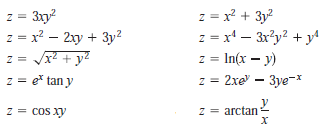 z = 3xy²
z = x² − 2xy + 3y²
z = √x² + y²
z = eˣ tan y
z = cos xy
z = x² + 3y²
z = x⁴ − 3x²y² + y⁴
z = ln(x − y)
z = 2xeʸ − 3ye⁻ˣ
z = arctan y/x